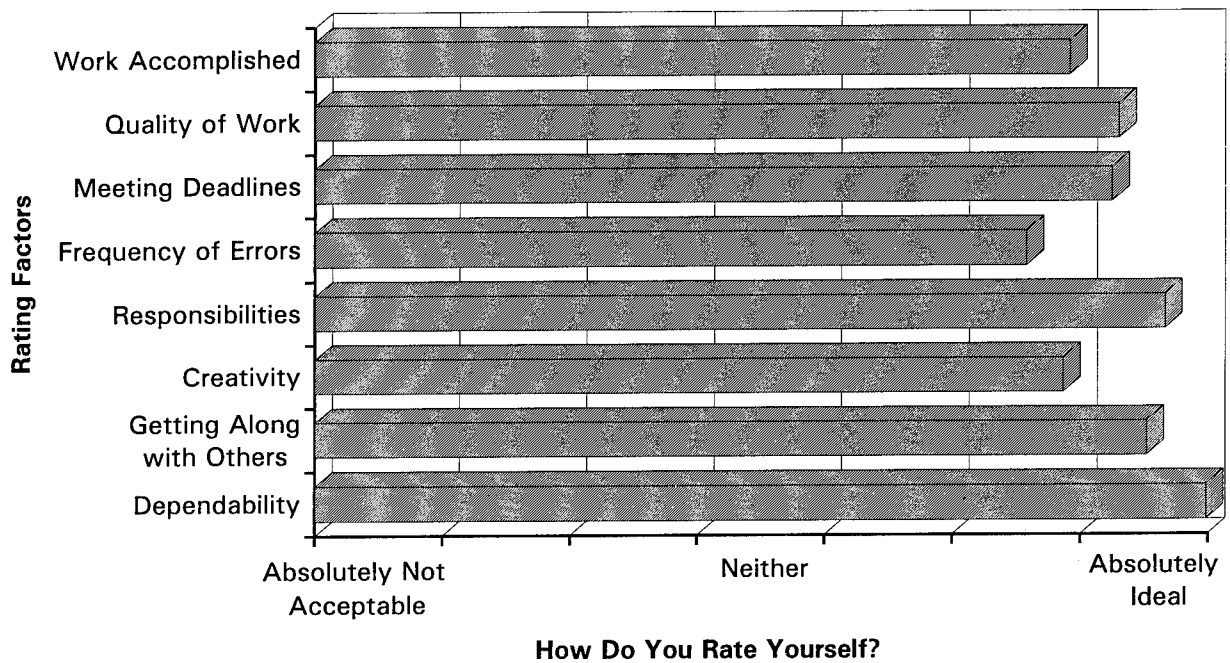 Rating Factors
Work Accomplished
Quality of Work
Meeting Deadlines
Frequency of Errors
Responsibilities
Creativity
Getting Along
with Others
Dependability
Absolutely Not
Acceptable
Neither
Absolutely
Ideal
How Do You Rate Yourself?